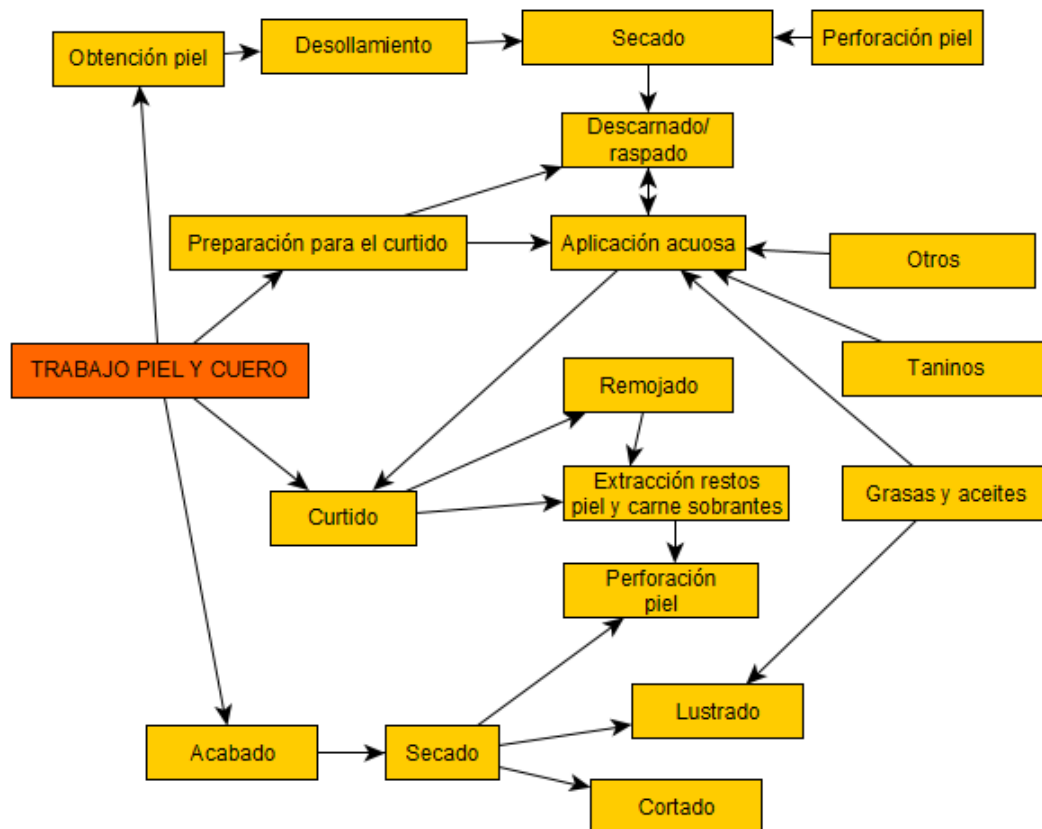 Obtención piel
Desollamiento
Secado
Perforación piel
Descarnado/
raspado
Preparación para el curtido
Aplicación acuosa
Otros
TRABAJO PIEL Y CUERO
Taninos
Remojado
Extracción restos
piel y carne sobrantes
Grasas y aceites
Curtido
Perforación
piel
Lustrado
Acabado
Secado
Cortado